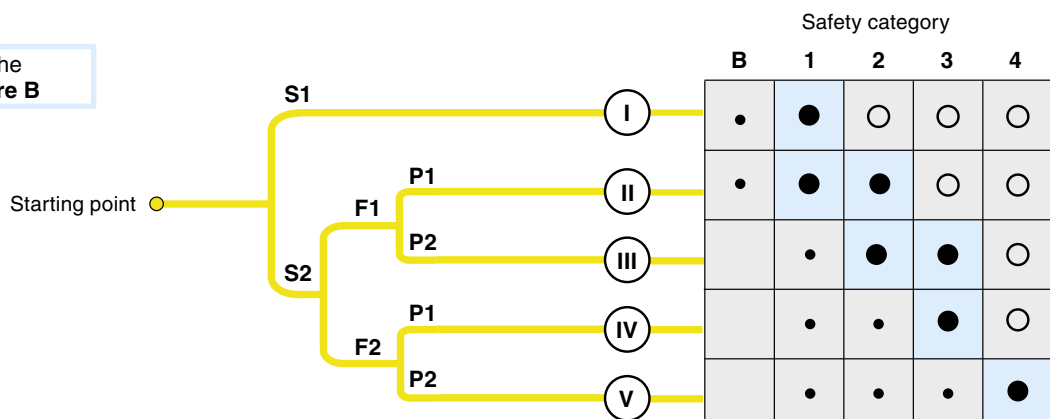 Safety category
B 1 2 3 4
he
re B
S1
I
P1
II
Starting point
F1
P2
III
S2
P1
IV
F2
P2
V